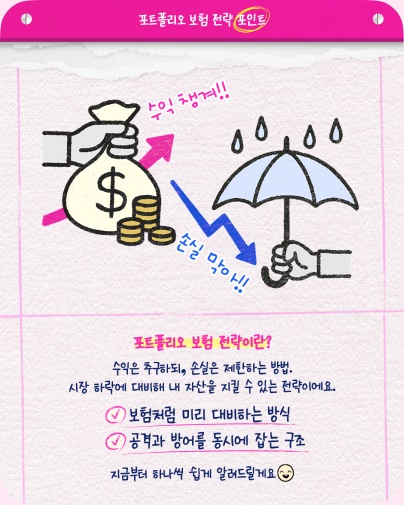 포트폴리오 보험 전략 포인트
수익 챙겨!!
$
손실 막아!!
포트폴리오 보험 전략이란?
수익은 추구하되, 손실은 제한하는 방법.
시장 하락에 대비해 내 자산을 지킬 수 있는 전략이에요.
보험처럼 미리 대비하는 방식
공격과 방어를 동시에 잡는 구조
지금부터 하나씩 쉽게 알려드릴게요